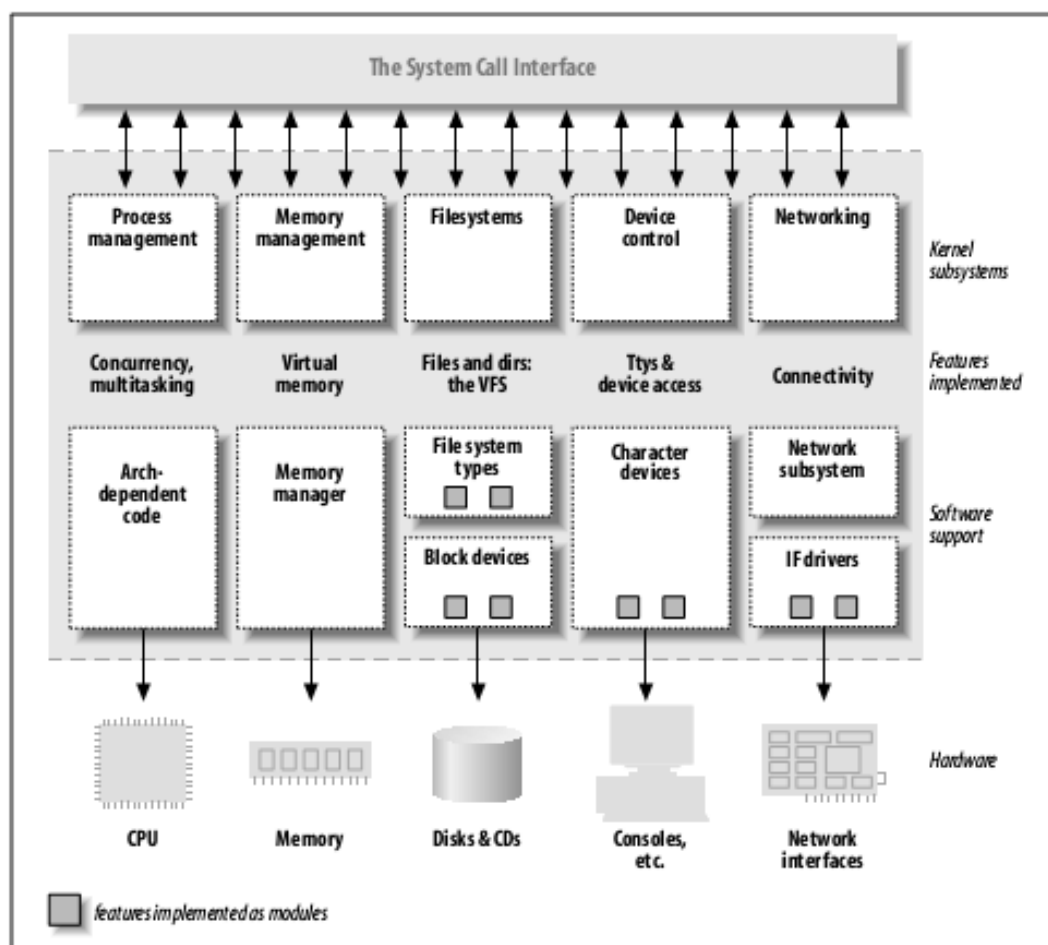 The System Call Interface
Process
management
Memory
management
Filesystems
Device
control
Networking
Kernel
subsystems
Concurrency,
multitasking
Virtual
memory
Files and dirs:
the VFS
Ttys &
device access
Connectivity
Features
implemented
Arch-
dependent
code
Memory
manager
File system
types
Block devices
Character
devices
Network
subsystem
IF drivers
Software
support
Hardware
CPU
Memory
Disks & CDs
Consoles,
etc.
Network
interfaces
features implemented as modules